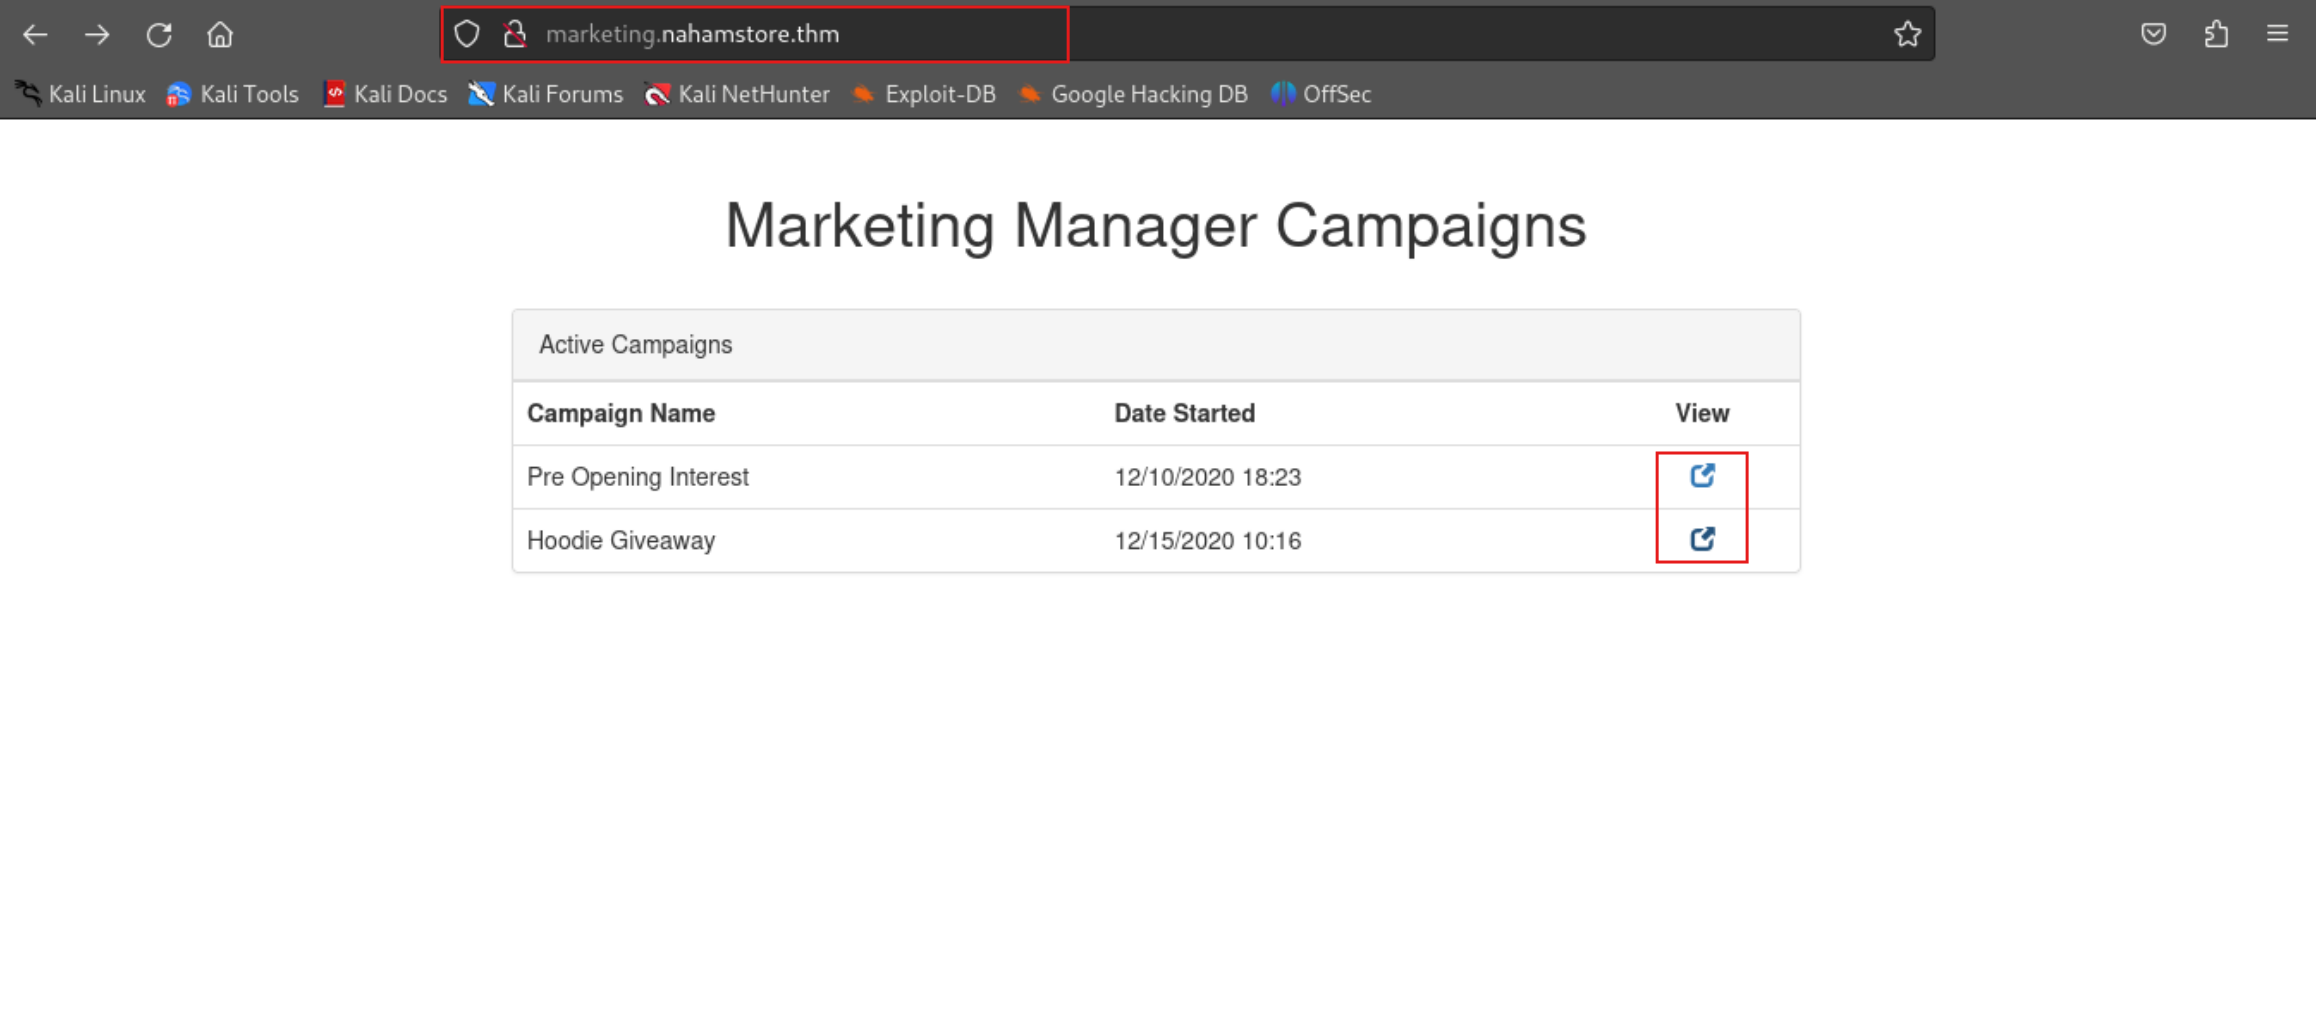 marketing.nahamstore.thm
Kali Linux Kali Tools Kali Docs Kali Forums Kali NetHunter Exploit-DB Google Hacking DB OffSec
Marketing Manager Campaigns
Active Campaigns
Campaign Name Date Started View
Pre Opening Interest 12/10/2020 18:23
Hoodie Giveaway 12/15/2020 10:16